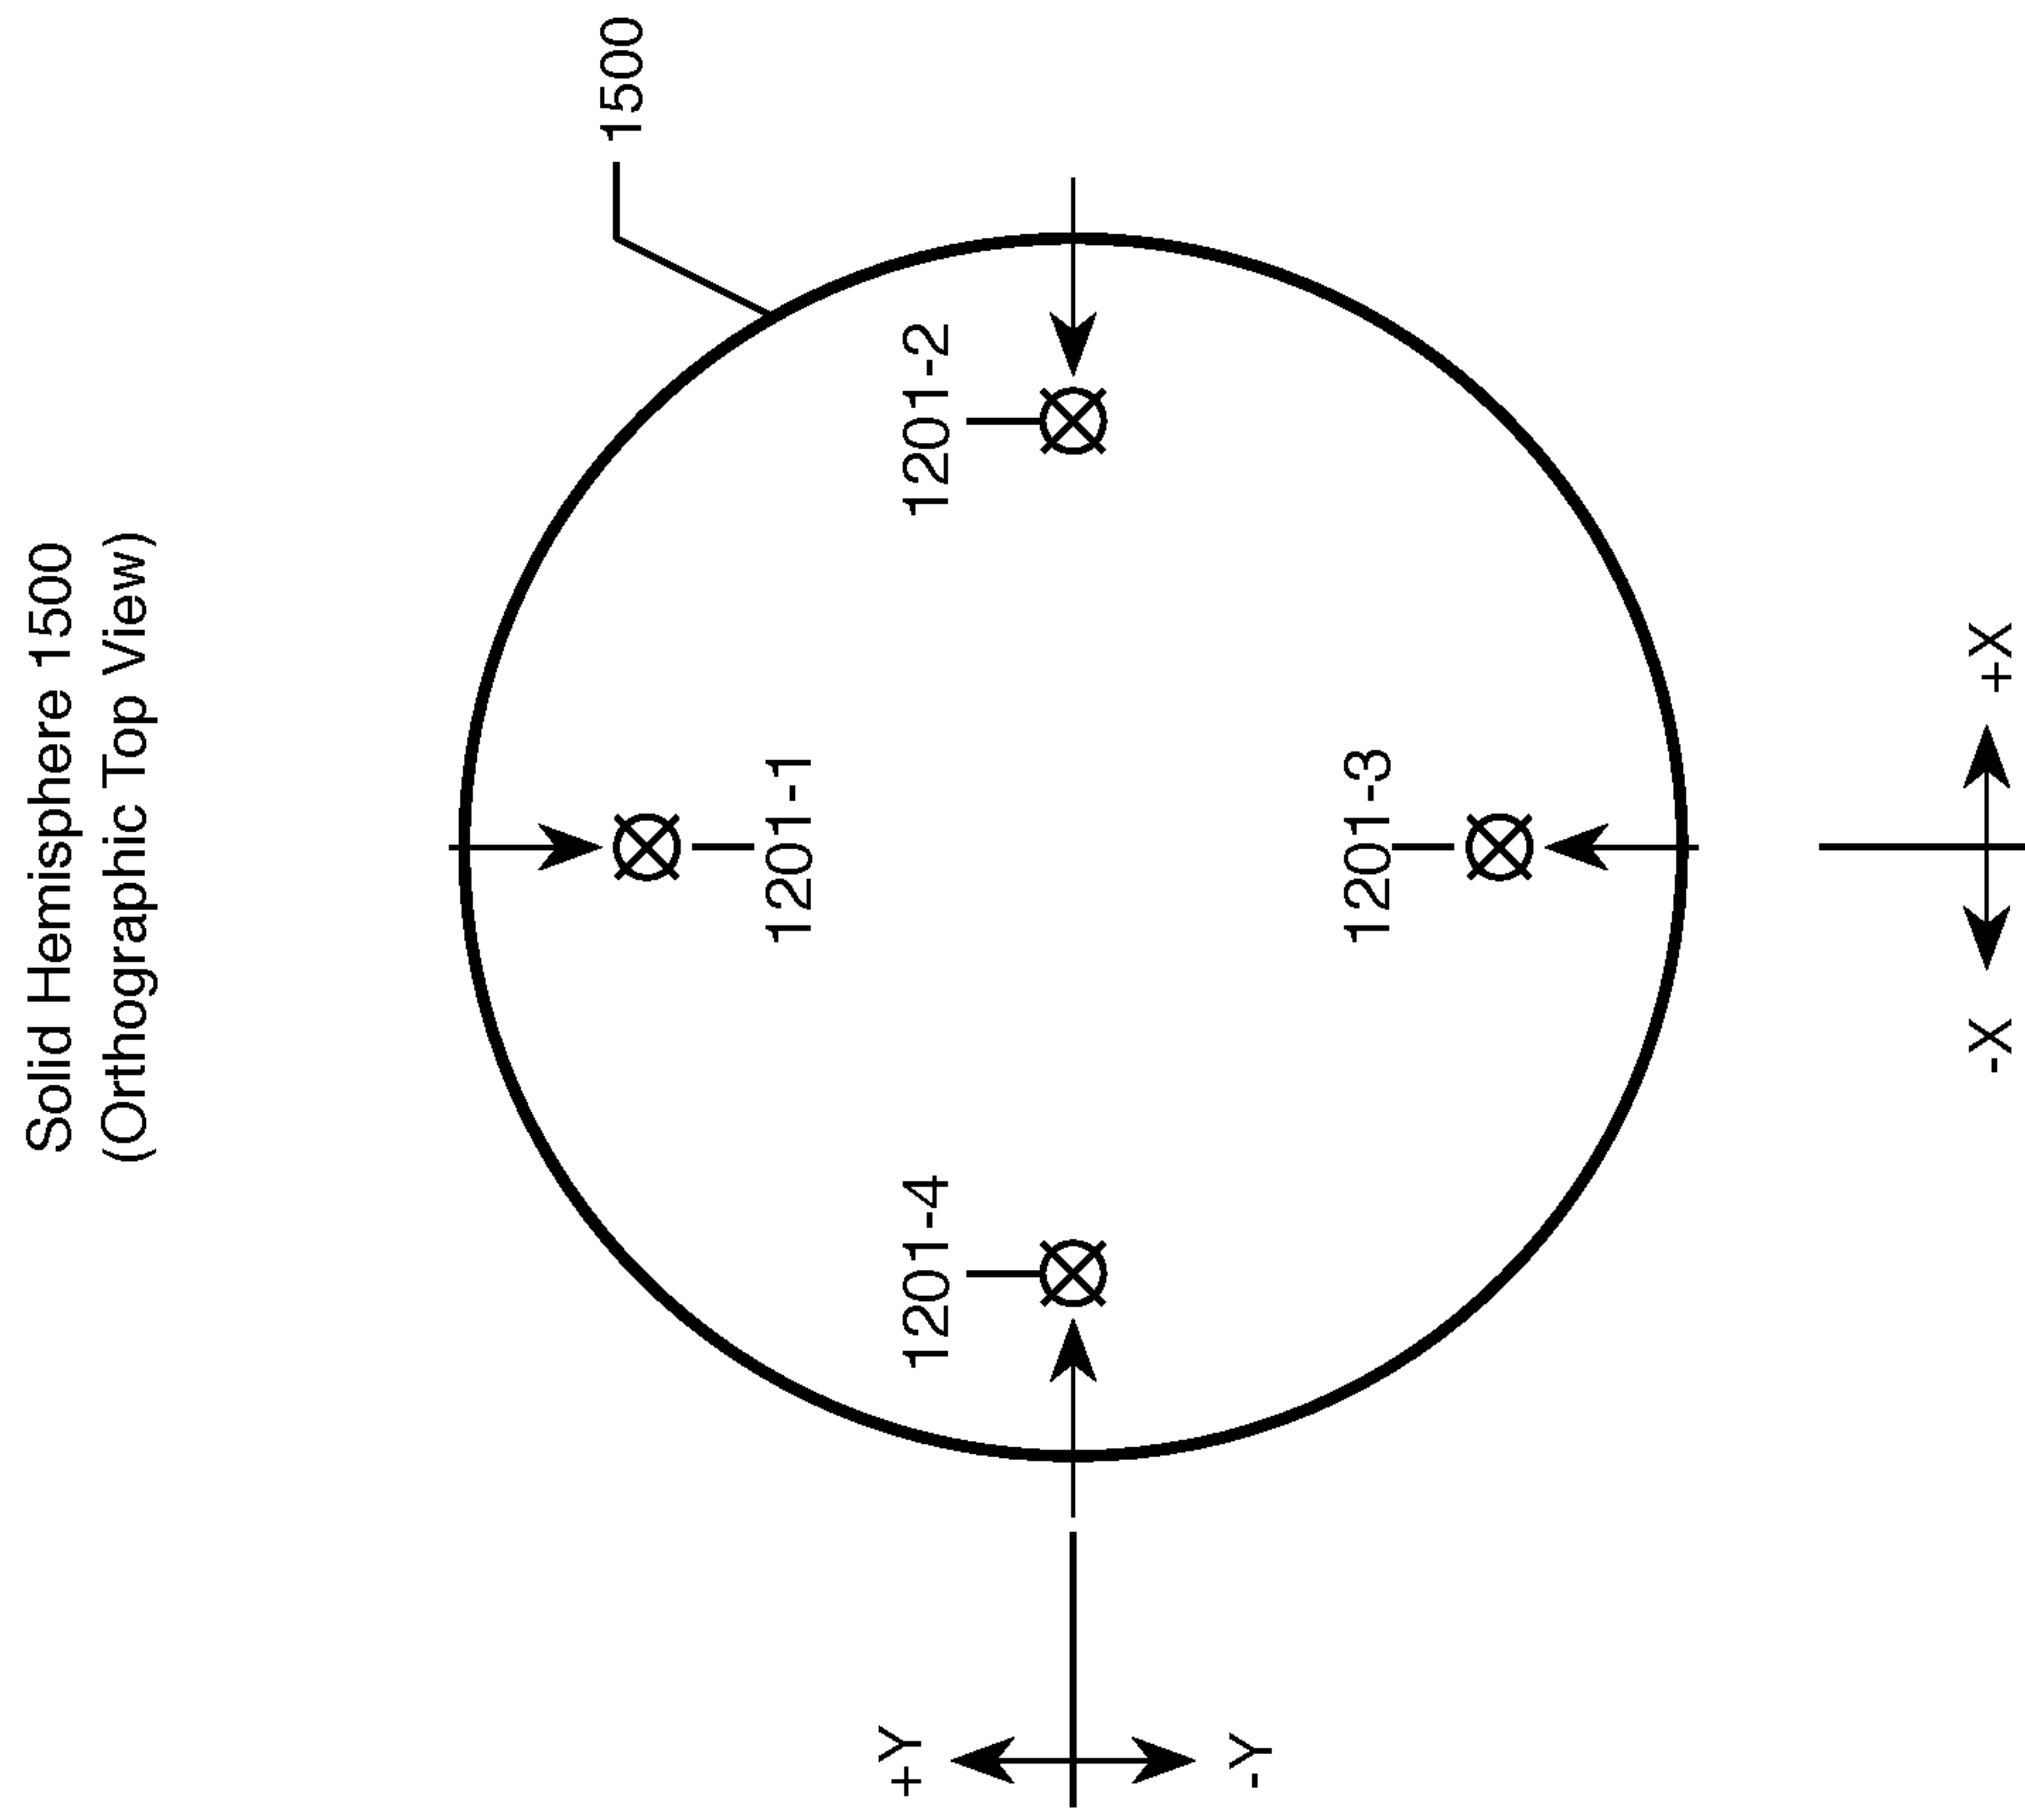 Solid Hemisphere 1500
(Orthographic Top View)
1500
1201-1
1201-4
1201-2
1201-3
+Y
-Y
-X
+X